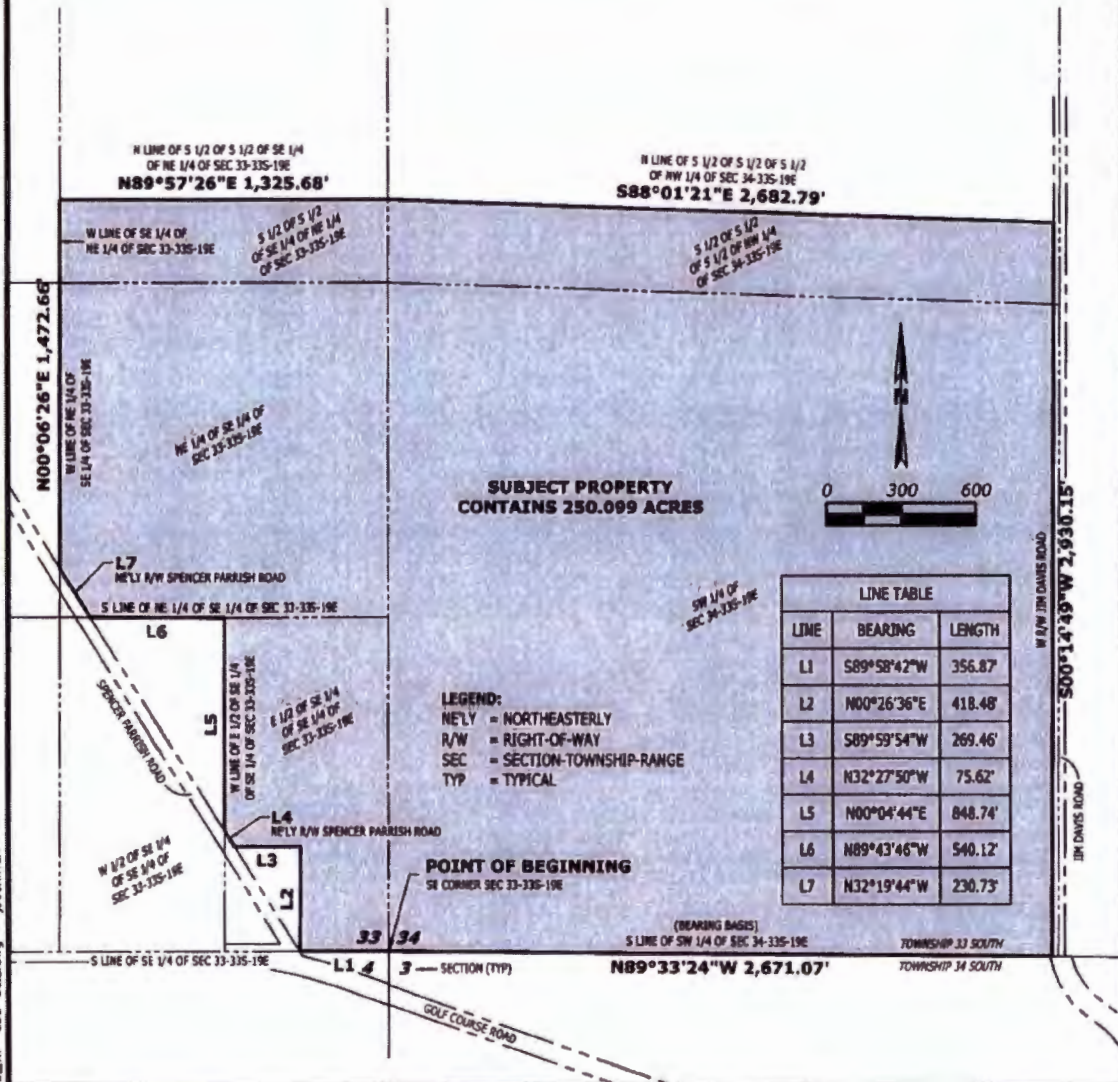 N LINE OF S 1/2 OF S 1/2 OF SE 1/4
OF NE 1/4 OF SEC 33-33S-19E
N89°57'26"E 1,325.68'
N LINE OF S 1/2 OF S 1/2 OF S 1/2
OF NW 1/4 OF SEC 34-33S-19E
S88°01'21"E 2,682.79'
W LINE OF SE 1/4 OF
NE 1/4 OF SEC 33-33S-19E
S 1/2 OF S 1/2
OF SE 1/4 OF NE 1/4
OF SEC 33-33S-19E
S 1/2 OF S 1/2
OF S 1/2 OF NW 1/4
OF SEC 34-33S-19E
N00°06'26"E 1,472.66'
W LINE OF NE 1/4 OF
SE 1/4 OF SEC 33-33S-19E
NE 1/4 OF SE 1/4 OF
SEC 33-33S-19E
SUBJECT PROPERTY
CONTAINS 250.099 ACRES
N
0 300 600
W R/W JIM DAVIS ROAD
S00°14'49"W 2,930.15'
L7
NE'LY R/W SPENCER PARRISH ROAD
S LINE OF NE 1/4 OF SE 1/4 OF SEC 33-33S-19E
L6
SW 1/4 OF
SEC 34-33S-19E
LINE TABLE
LINE BEARING LENGTH
L1 S89°58'42"W 356.87'
L2 N00°26'36"E 418.48'
L3 S89°59'54"W 269.46'
L4 N32°27'50"W 75.62'
L5 N00°04'44"E 848.74'
L6 N89°43'46"W 540.12'
L7 N32°19'44"W 230.73'
SPENCER PARRISH ROAD
L5
W LINE OF E 1/2 OF SE 1/4
OF SE 1/4 OF SEC 33-33S-19E
E 1/2 OF SE 1/4
OF SE 1/4 OF
SEC 33-33S-19E
LEGEND:
NE'LY = NORTHEASTERLY
R/W = RIGHT-OF-WAY
SEC = SECTION-TOWNSHIP-RANGE
TYP = TYPICAL
JIM DAVIS ROAD
L4
NE'LY R/W SPENCER PARRISH ROAD
L3
W 1/2 OF SE 1/4
OF SE 1/4 OF
SEC 33-33S-19E
L2
POINT OF BEGINNING
SE CORNER SEC 33-33S-19E
33 34
(BEARING BASIS)
S LINE OF SW 1/4 OF SEC 34-33S-19E
TOWNSHIP 33 SOUTH
S LINE OF SE 1/4 OF SEC 33-33S-19E
L1 4 3 SECTION (TYP)
N89°33'24"W 2,671.07'
TOWNSHIP 34 SOUTH
GOLF COURSE ROAD